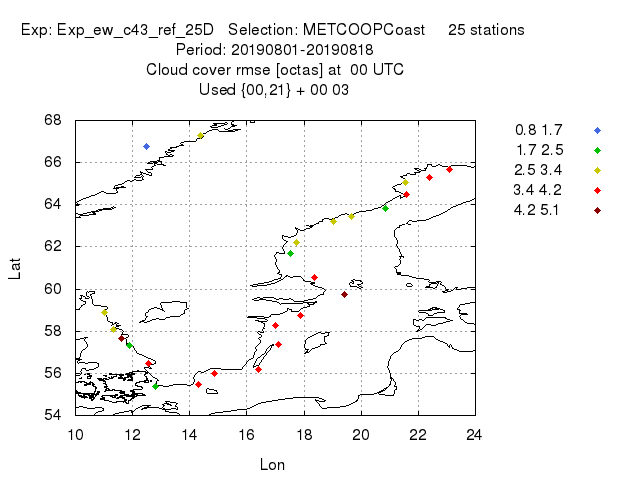 Exp: Exp_ew_c43_ref_25D   Selection: METCOOPCoast     25 stations
Period: 20190801-20190818
Cloud cover rmse [octas] at  00 UTC
Used {00,21} + 00 03
0.8 1.7
1.7 2.5
2.5 3.4
3.4 4.2
4.2 5.1
68
66
64
62
60
58
56
54
Lat
10 12 14 16 18 20 22 24
Lon